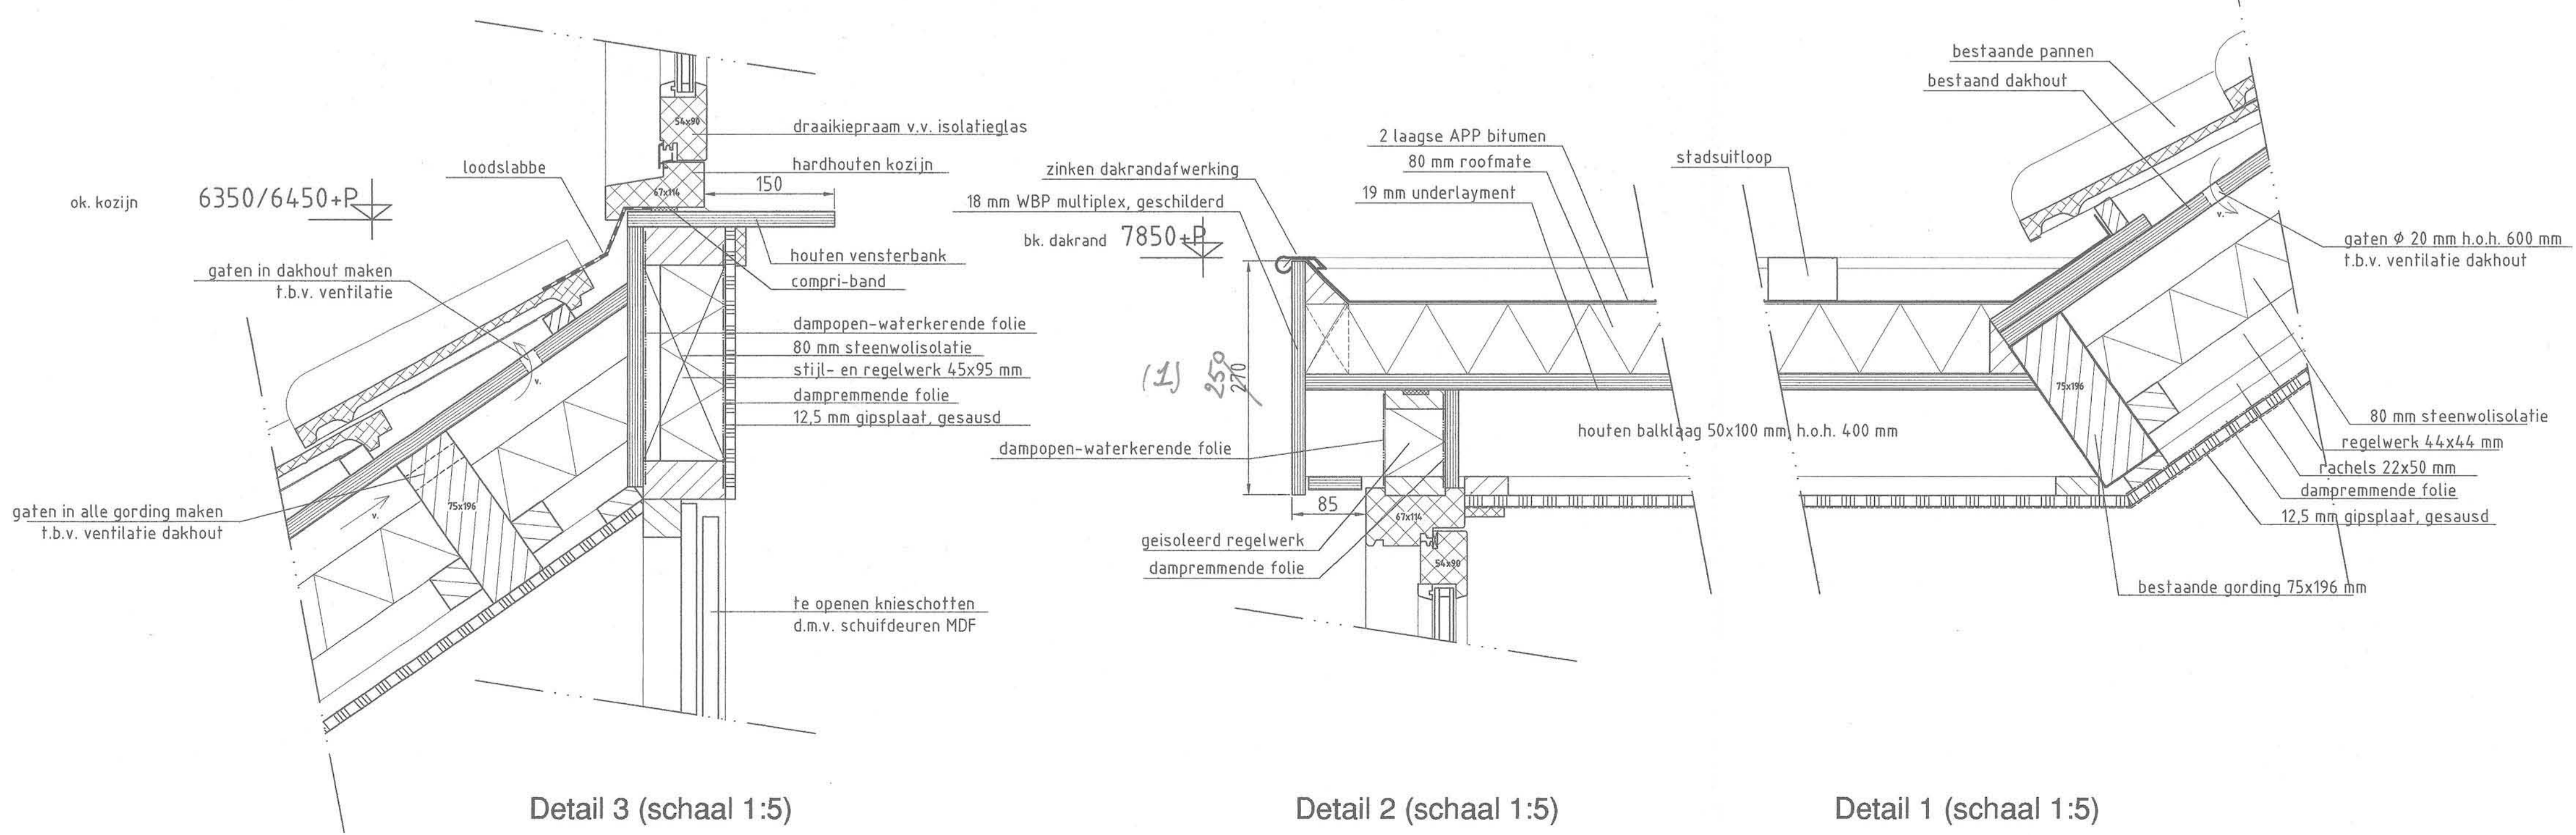 ok. kozijn
6350/6450+P
loodslabbe
gaten in dakhout maken
t.b.v. ventilatie
gaten in alle gording maken
t.b.v. ventilatie dakhout
v.
v.
75x196
54x90
67x114
150
draaikiepraam v.v. isolatieglas
hardhouten kozijn
houten vensterbank
compri-band
dampopen-waterkerende folie
80 mm steenwolisolatie
stijl- en regelwerk 45x95 mm
dampremmende folie
12,5 mm gipsplaat, gesausd
te openen knieschotten
d.m.v. schuifdeuren MDF
Detail 3 (schaal 1:5)
2 laagse APP bitumen
80 mm roofmate
19 mm underlayment
zinken dakrandafwerking
18 mm WBP multiplex, geschilderd
bk. dakrand
7850+P
(1)
250
270
85
dampopen-waterkerende folie
geisoleerd regelwerk
dampremmende folie
67x114
54x90
houten balklaag 50x100 mm, h.o.h. 400 mm
Detail 2 (schaal 1:5)
stadsuitloop
bestaande pannen
bestaand dakhout
v.
gaten ϕ 20 mm h.o.h. 600 mm
t.b.v. ventilatie dakhout
75x196
80 mm steenwolisolatie
regelwerk 44x44 mm
rachels 22x50 mm
dampremmende folie
12,5 mm gipsplaat, gesausd
bestaande gording 75x196 mm
Detail 1 (schaal 1:5)